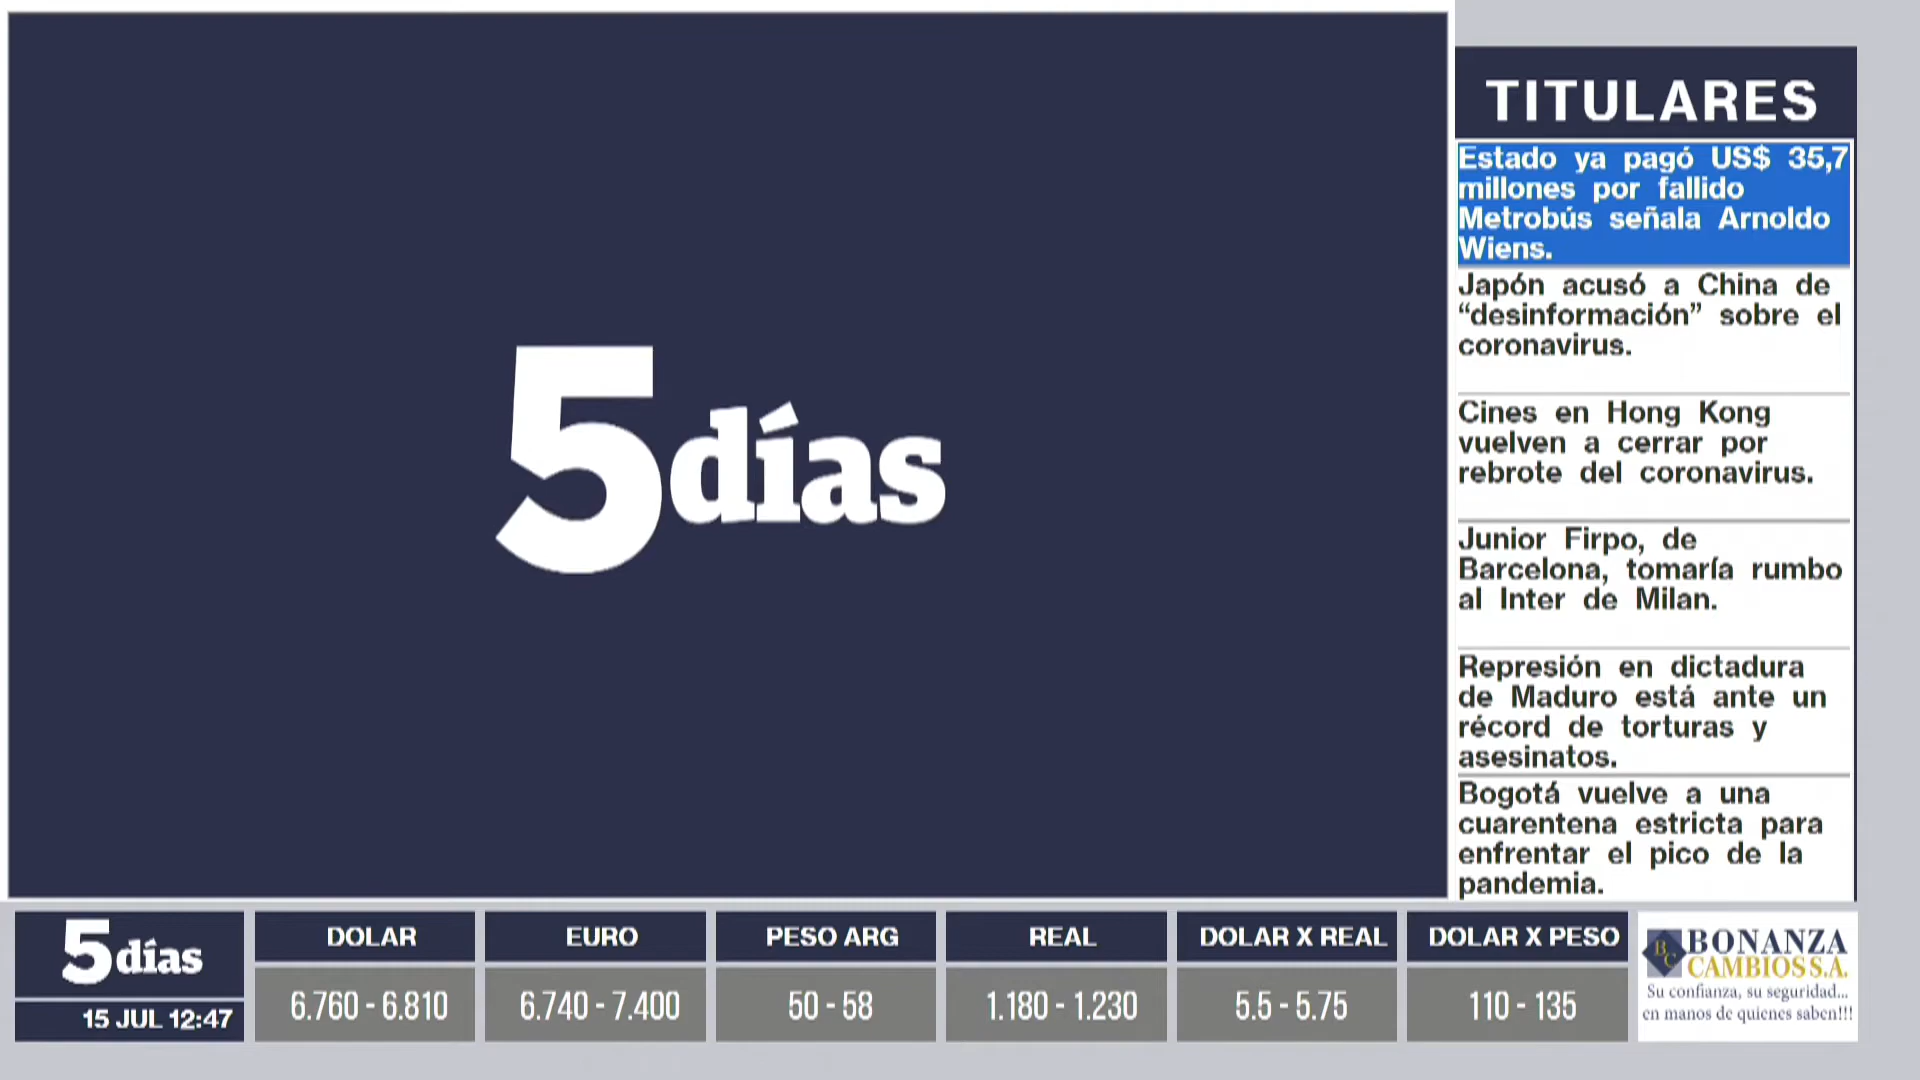 5días
TITULARES
Estado ya pagó US$ 35,7
millones por fallido
Metrobús señala Arnoldo
Wiens.
Japón acusó a China de
“desinformación” sobre el
coronavirus.
Cines en Hong Kong
vuelven a cerrar por
rebrote del coronavirus.
Junior Firpo, de
Barcelona, tomaría rumbo
al Inter de Milan.
Represión en dictadura
de Maduro está ante un
récord de torturas y
asesinatos.
Bogotá vuelve a una
cuarentena estricta para
enfrentar el pico de la
pandemia.
5días
15 JUL 12:47
DOLAR
6.760 - 6.810
EURO
6.740 - 7.400
PESO ARG
50 - 58
REAL
1.180 - 1.230
DOLAR X REAL
5.5 - 5.75
DOLAR X PESO
110 - 135
BC
BONANZA
CAMBIOS S.A.
Su confianza, su seguridad...
en manos de quienes saben!!!